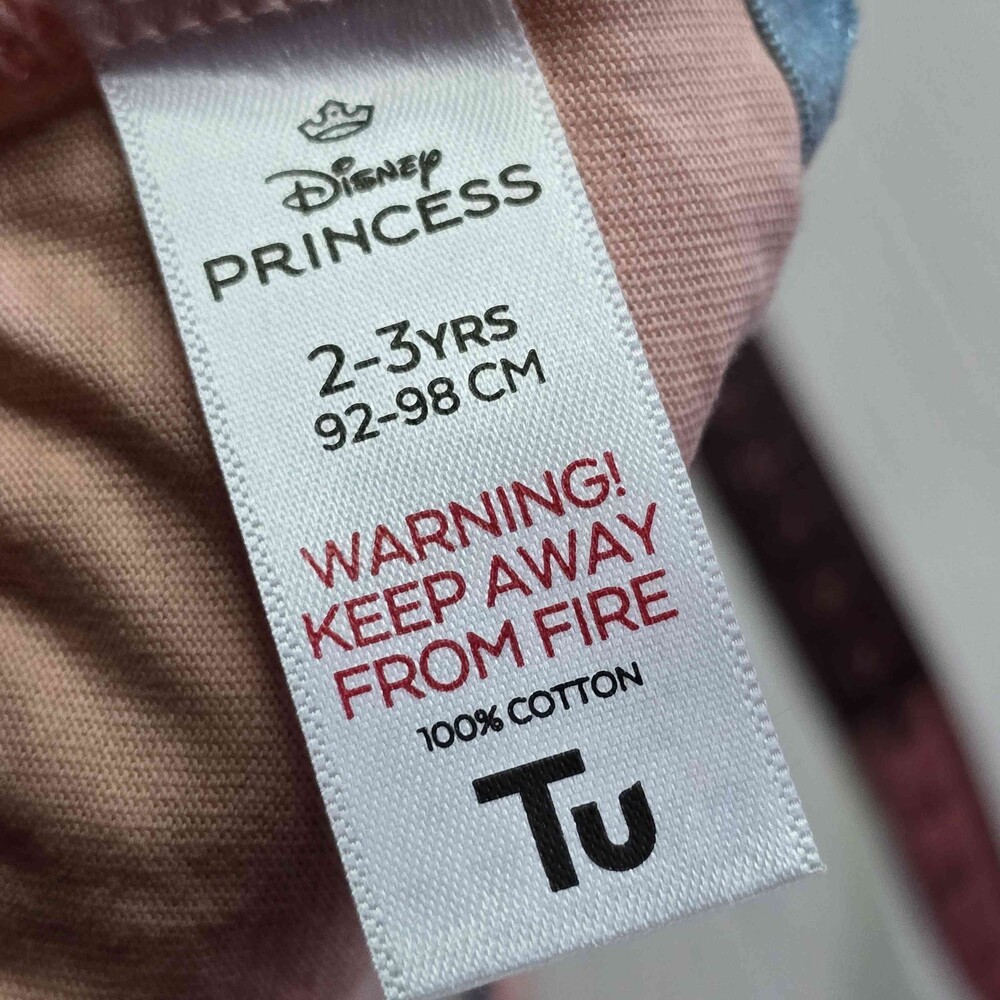 Disney
PRINCESS
2-3YRS
92-98 CM
WARNING!
KEEP AWAY
FROM FIRE
100% COTTON
Tu